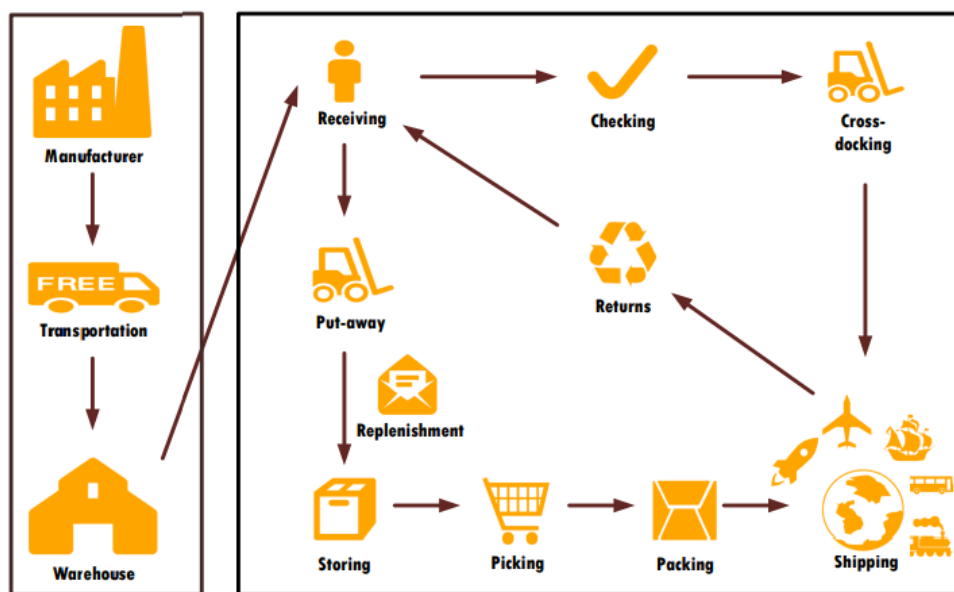 Manufacturer
FREE
Transportation
Warehouse
Receiving
Checking
Cross-
docking
Put-away
Returns
Replenishment
Storing
Picking
Packing
Shipping